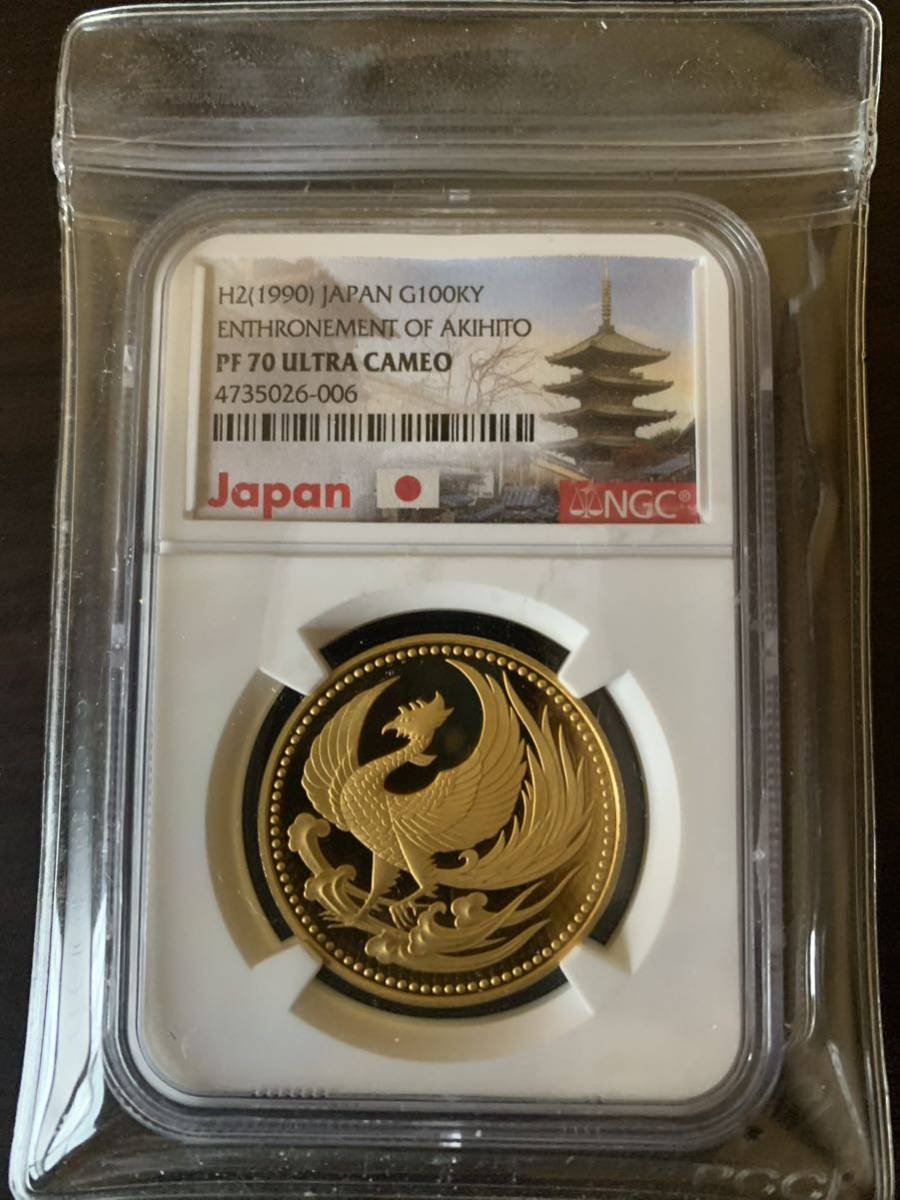 H2(1990) JAPAN G100KY
ENTHRONEMENT OF AKIHITO
PF 70 ULTRA CAMEO
4735026-006
Japan
NGC®